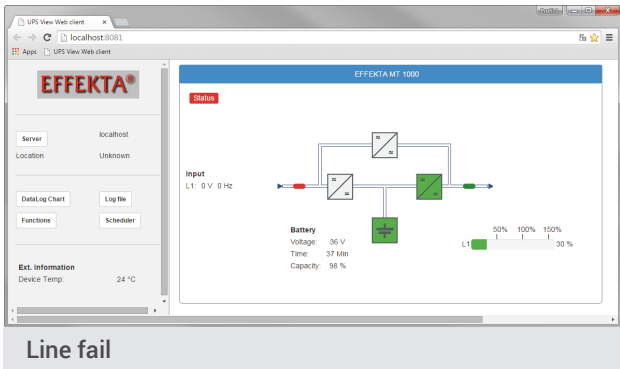 UPS View Web client
localhost:8081
Apps UPS View Web client
EFFEKTA®
Server localhost
Location Unknown
DataLog Chart Log file
Functions Scheduler
Ext. Information
Device Temp: 24 °C
EFFEKTA MT 1000
Status
Input
L1: 0 V 0 Hz
Battery
Voltage: 36 V
Time: 37 Min
Capacity: 98 %
50% 100% 150%
L1 30 %
Line fail